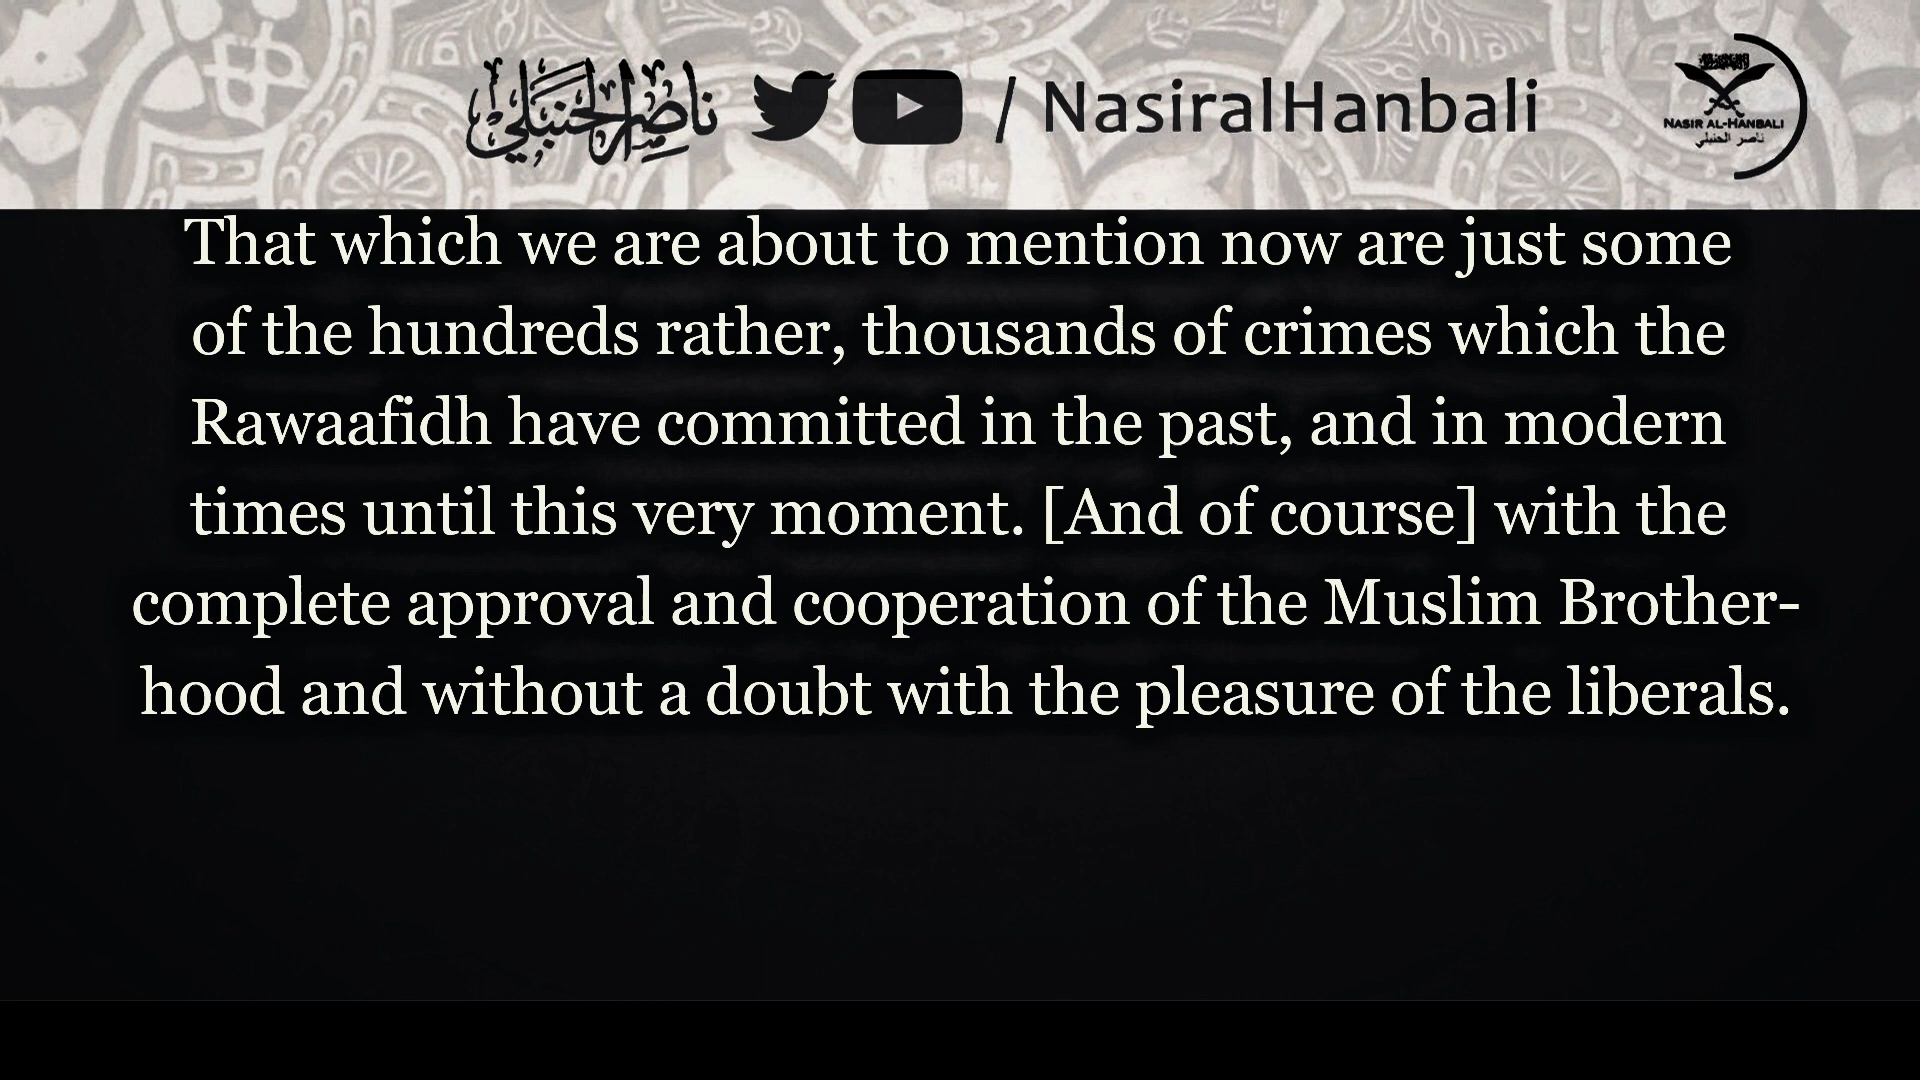 ناصر الحنبلي
/ NasiralHanbali
NASIR AL-HANBALI
ناصر الحنبلي
That which we are about to mention now are just some
of the hundreds rather, thousands of crimes which the
Rawaafidh have committed in the past, and in modern
times until this very moment. [And of course] with the
complete approval and cooperation of the Muslim Brother-
hood and without a doubt with the pleasure of the liberals.